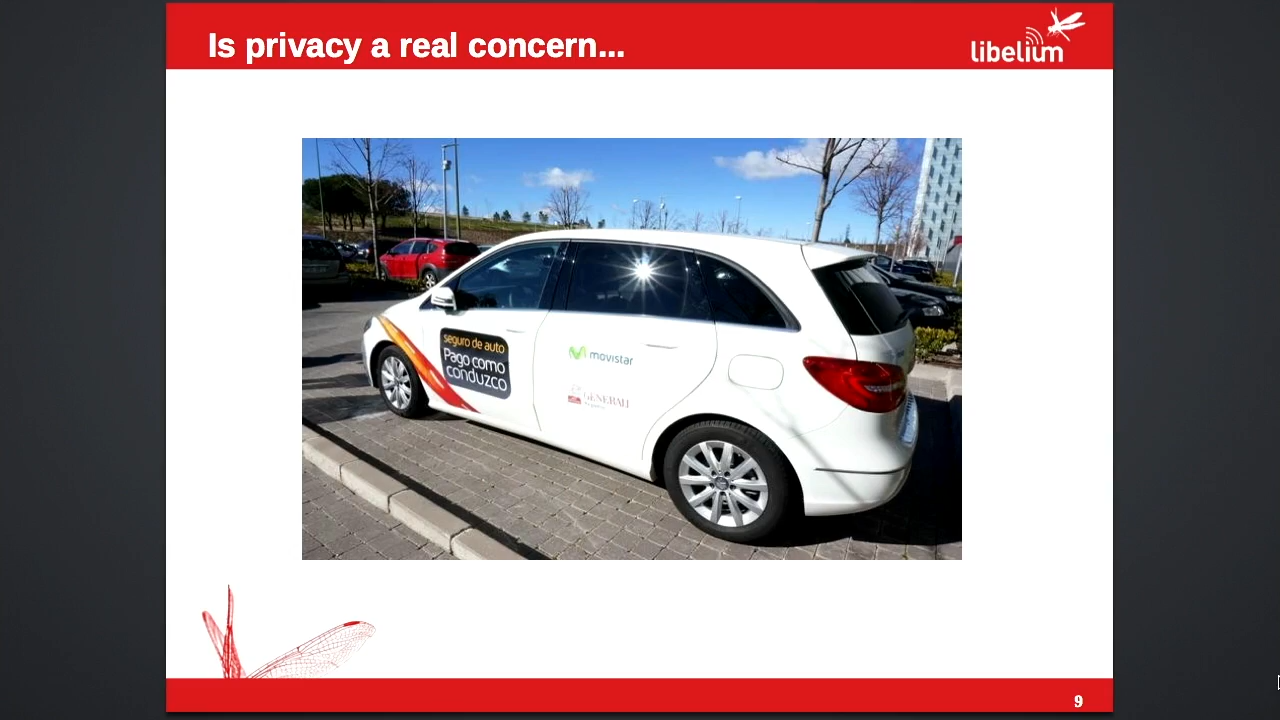 Is privacy a real concern...
libelium
seguro de auto
Pago como
conduzco
movistar
GENERALI
9